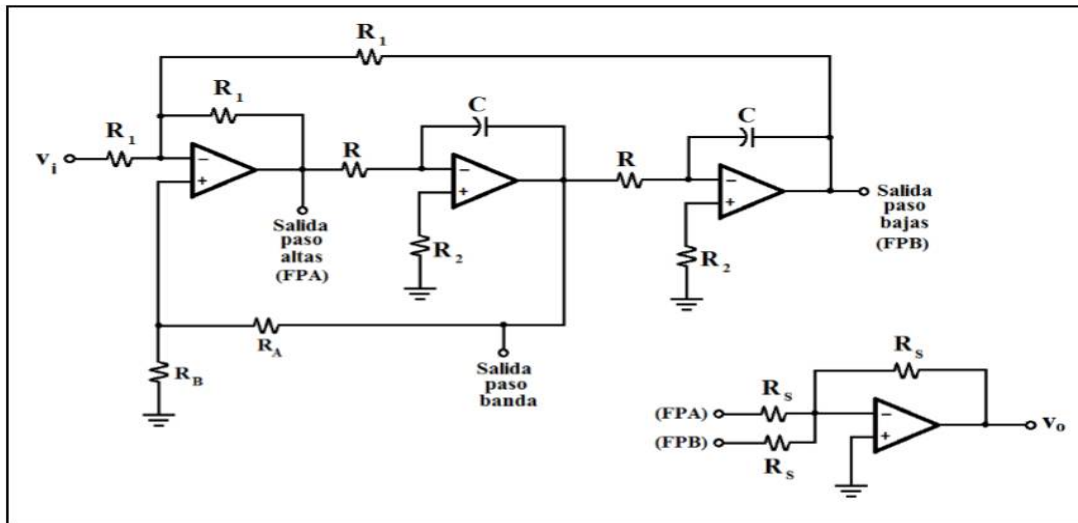 R1
R1
R1
vi
−
+
R
C
−
+
R2
Salida
paso
altas
(FPA)
R
C
−
+
R2
Salida
paso
bajas
(FPB)
RA
RB
Salida
paso
banda
RS
(FPA)
RS
(FPB)
RS
−
+
vo